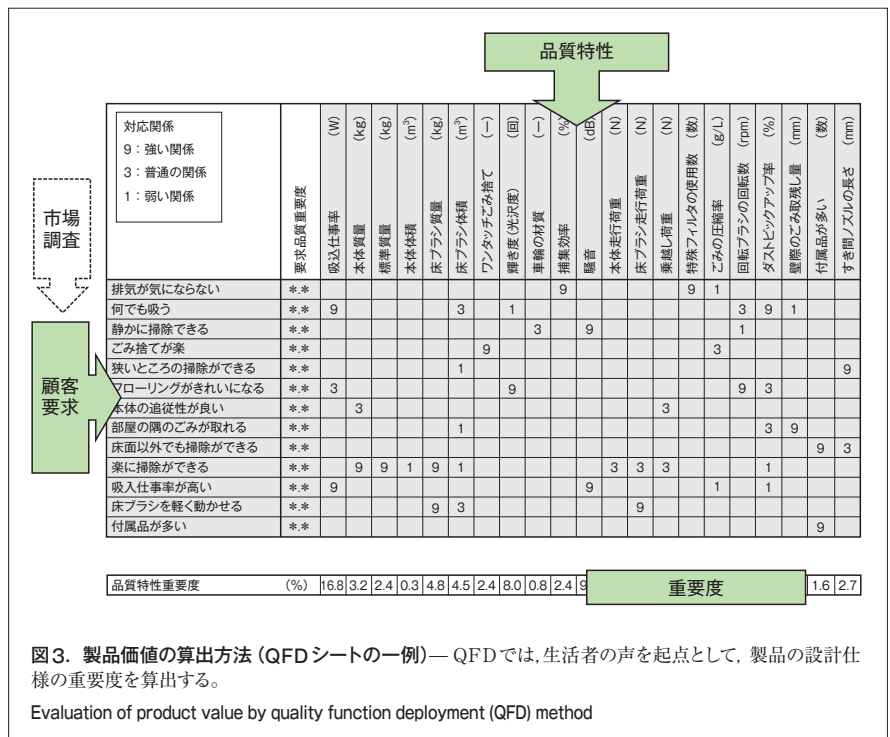 品質特性
対応関係
9：強い関係
3：普通の関係
1：弱い関係
市場
調査
顧客
要求
要求品質重要度
吸込仕事率 (W)
本体質量 (kg)
標準質量 (kg)
本体体積 (m³)
床ブラシ質量 (kg)
床ブラシ体積 (m³)
ワンタッチごみ捨て (ー)
輝き度(光沢度) (回)
車輪の材質 (ー)
捕集効率 (%)
騒音 (dB)
本体走行荷重 (N)
床ブラシ走行荷重 (N)
乗越し荷重 (N)
特殊フィルタの使用数 (数)
ごみの圧縮率 (g/L)
回転ブラシの回転数 (rpm)
ダストピックアップ率 (%)
壁際のごみ取残し量 (mm)
付属品が多い (数)
すき間ノズルの長さ (mm)
排気が気にならない *.* 9 9 1
何でも吸う *.* 9 3 1 3 9 1
静かに掃除できる *.* 3 9 1
ごみ捨てが楽 *.* 9 3
狭いところの掃除ができる *.* 1 9
フローリングがきれいになる *.* 3 9 9 3
本体の追従性が良い *.* 3 3
部屋の隅のごみが取れる *.* 1 3 9
床面以外でも掃除ができる *.* 9 3
楽に掃除ができる *.* 9 9 1 9 1 3 3 3 1
吸入仕事率が高い *.* 9 9 1 1
床ブラシを軽く動かせる *.* 9 3 9
付属品が多い *.* 9
品質特性重要度 (%) 16.8 3.2 2.4 0.3 4.8 4.5 2.4 8.0 0.8 2.4 9 重要度 1.6 2.7
図3．製品価値の算出方法（QFDシートの一例）— QFDでは，生活者の声を起点として，製品の設計仕
様の重要度を算出する。
Evaluation of product value by quality function deployment (QFD) method